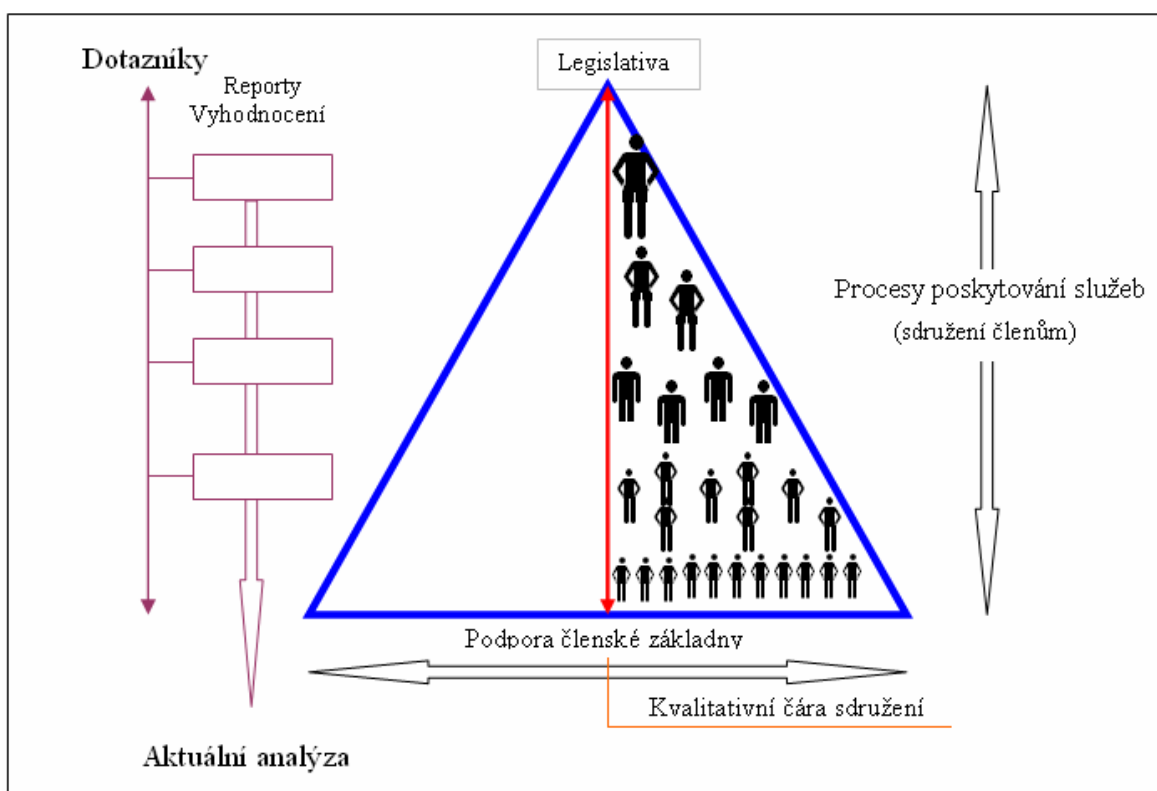 Dotazníky
Reporty
Vyhodnocení
Legislativa
Procesy poskytování služeb
(sdružení členům)
Podpora členské základny
Kvalitativní čára sdružení
Aktuální analýza